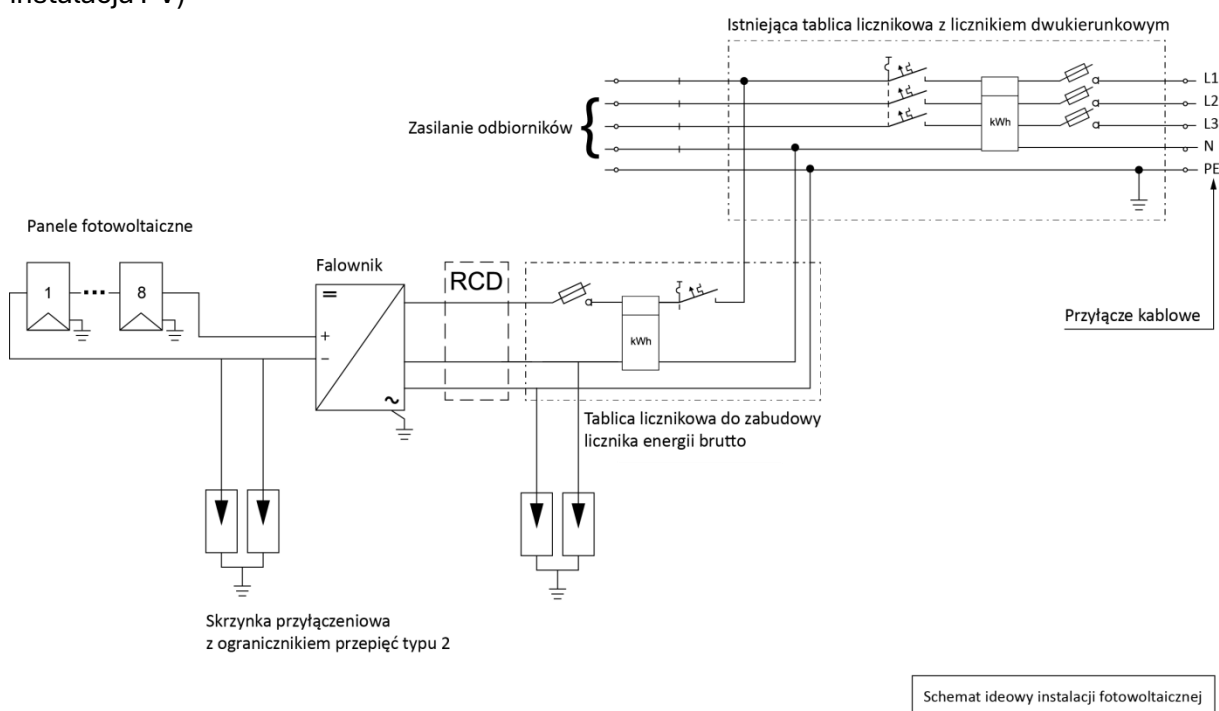 instalacja PV)
Istniejąca tablica licznikowa z licznikiem dwukierunkowym
L1
L2
kWh
L3
Zasilanie odbiorników
N
PE
Panele fotowoltaiczne
Falownik
RCD
1
8
Przyłącze kablowe
+
kWh
−
Tablica licznikowa do zabudowy
licznika energii brutto
Skrzynka przyłączeniowa
z ogranicznikiem przepięć typu 2
Schemat ideowy instalacji fotowoltaicznej